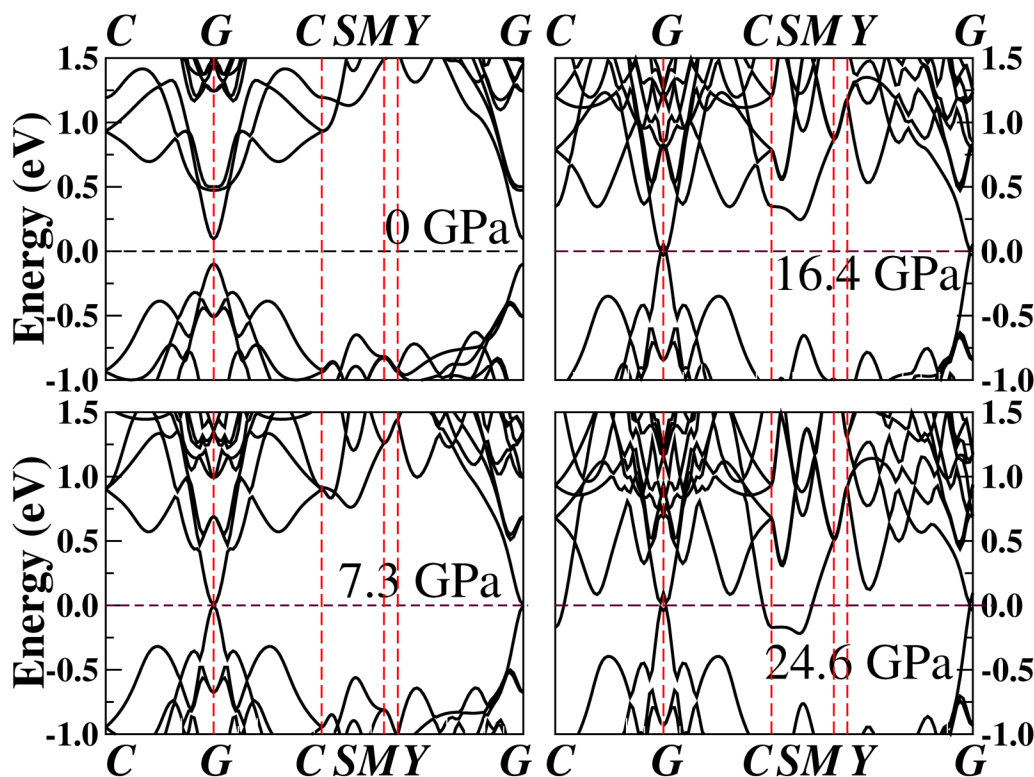 C G C S M Y G C G C S M Y G
1.5 1.5
1.0 1.0
0.5 0.5
0.0 0.0
-0.5 -0.5
-1.0 -1.0
Energy (eV)
0 GPa
16.4 GPa
1.5 1.5
1.0 1.0
0.5 0.5
0.0 0.0
-0.5 -0.5
-1.0 -1.0
Energy (eV)
7.3 GPa
24.6 GPa
C G C S M Y G C G C S M Y G